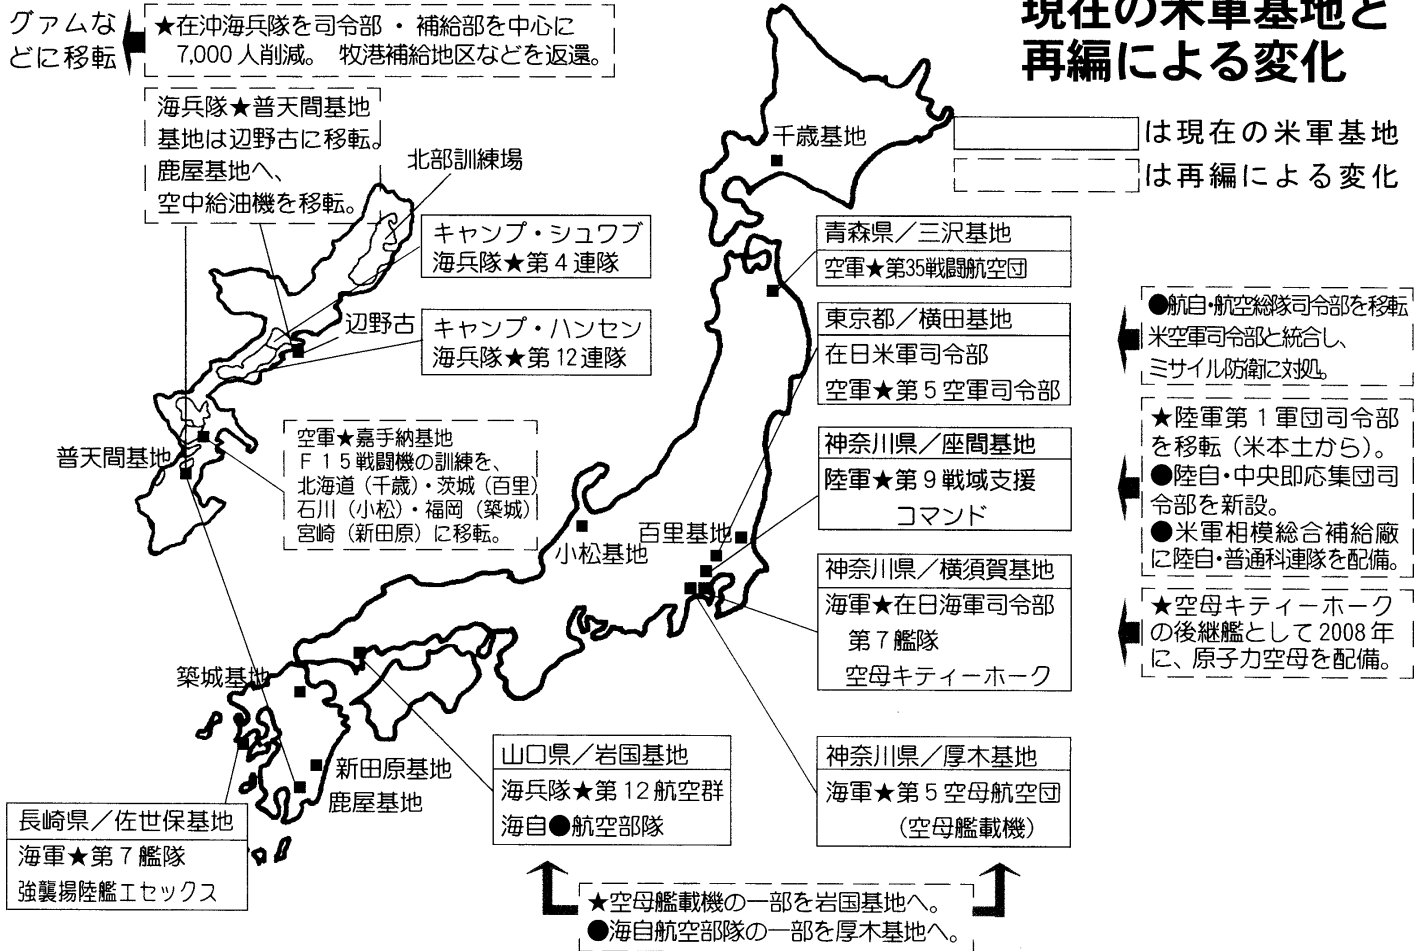 現在の米軍基地と
再編による変化
は現在の米軍基地
は再編による変化
グァムな
どに移転
★在沖海兵隊を司令部・補給部を中心に
7,000人削減。 牧港補給地区などを返還。
海兵隊★普天間基地
基地は辺野古に移転。
鹿屋基地へ、
空中給油機を移転。
北部訓練場
キャンプ・シュワブ
海兵隊★第4連隊
辺野古
キャンプ・ハンセン
海兵隊★第12連隊
普天間基地
空軍★嘉手納基地
F15戦闘機の訓練を、
北海道(千歳)・茨城(百里)
石川(小松)・福岡(築城)
宮崎(新田原)に移転。
千歳基地
青森県/三沢基地
空軍★第35戦闘航空団
東京都/横田基地
在日米軍司令部
空軍★第5空軍司令部
●航自・航空総隊司令部を移転
米空軍司令部と統合し、
ミサイル防衛に対処。
神奈川県/座間基地
陸軍★第9戦域支援
コマンド
★陸軍第1軍団司令部
を移転(米本土から)。
●陸自・中央即応集団司
令部を新設。
●米軍相模総合補給廠
に陸自・普通科連隊を配備。
小松基地
百里基地
神奈川県/横須賀基地
海軍★在日海軍司令部
第7艦隊
空母キティーホーク
★空母キティーホーク
の後継艦として2008年
に、原子力空母を配備。
築城基地
新田原基地
鹿屋基地
長崎県/佐世保基地
海軍★第7艦隊
強襲揚陸艦エセックス
山口県/岩国基地
海兵隊★第12航空群
海自●航空部隊
神奈川県/厚木基地
海軍★第5空母航空団
(空母艦載機)
★空母艦載機の一部を岩国基地へ。
●海自航空部隊の一部を厚木基地へ。